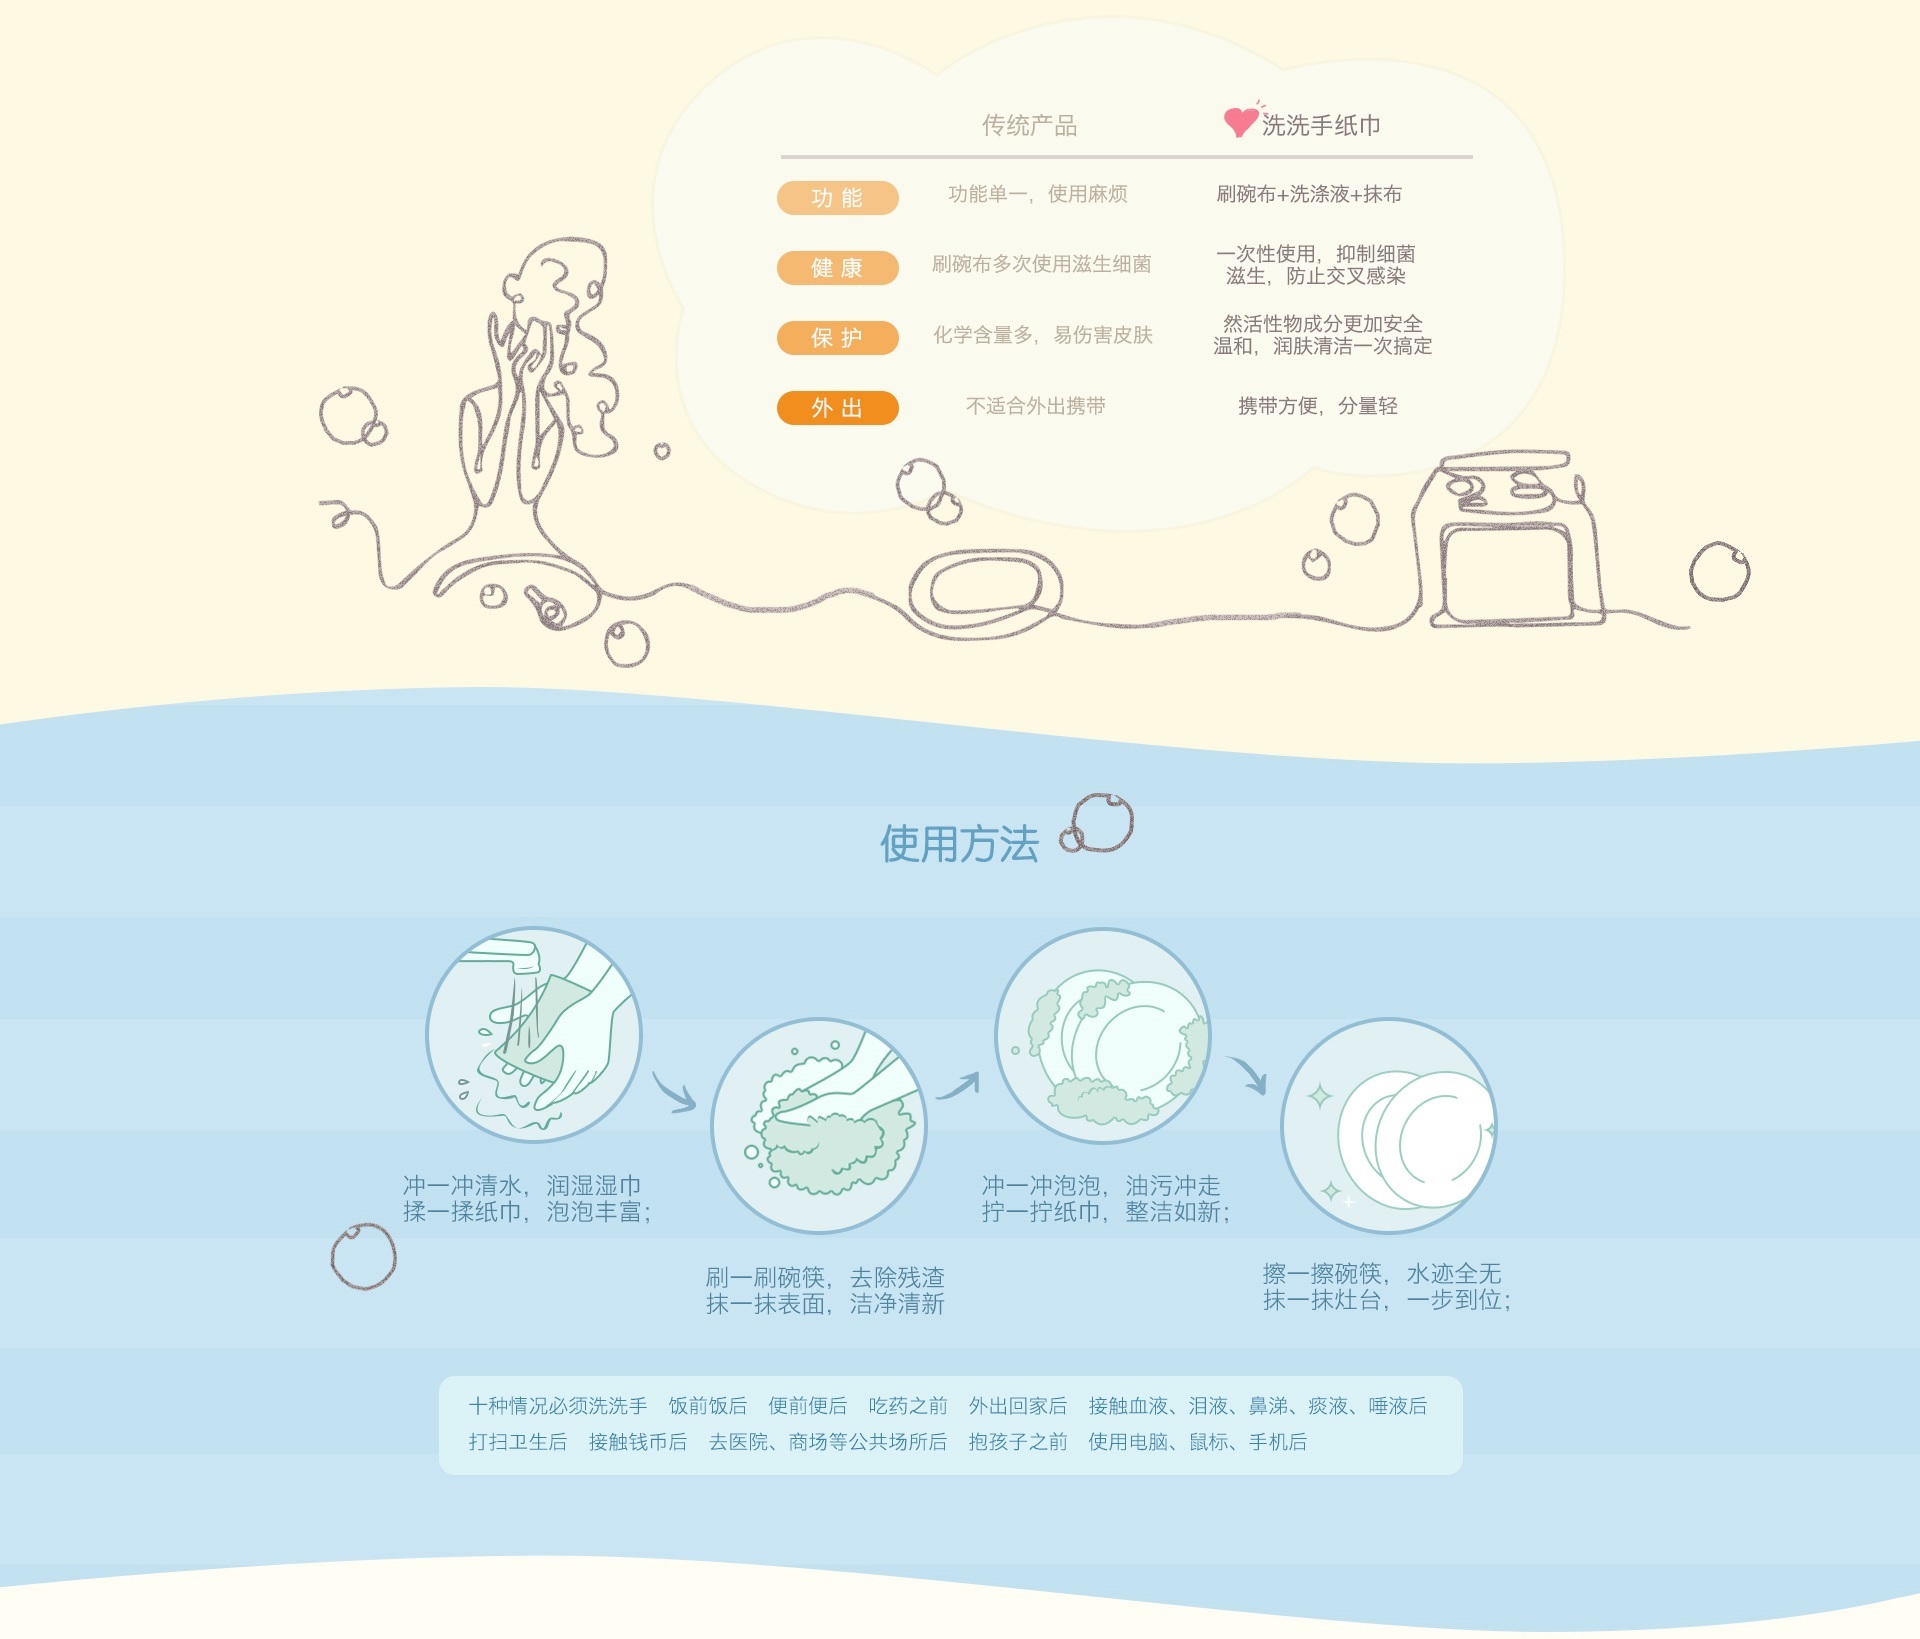 传统产品 洗洗手纸巾
功能 功能单一，使用麻烦 刷碗布+洗涤液+抹布
健康 刷碗布多次使用滋生细菌 一次性使用，抑制细菌
滋生，防止交叉感染
保护 化学含量多，易伤害皮肤 然活性物成分更加安全
温和，润肤清洁一次搞定
外出 不适合外出携带 携带方便，分量轻
使用方法
冲一冲清水，润湿湿巾
揉一揉纸巾，泡泡丰富；
刷一刷碗筷，去除残渣
抹一抹表面，洁净清新
冲一冲泡泡，油污冲走
拧一拧纸巾，整洁如新；
擦一擦碗筷，水迹全无
抹一抹灶台，一步到位；
十种情况必须洗洗手 饭前饭后 便前便后 吃药之前 外出回家后 接触血液、泪液、鼻涕、痰液、唾液后
打扫卫生后 接触钱币后 去医院、商场等公共场所后 抱孩子之前 使用电脑、鼠标、手机后